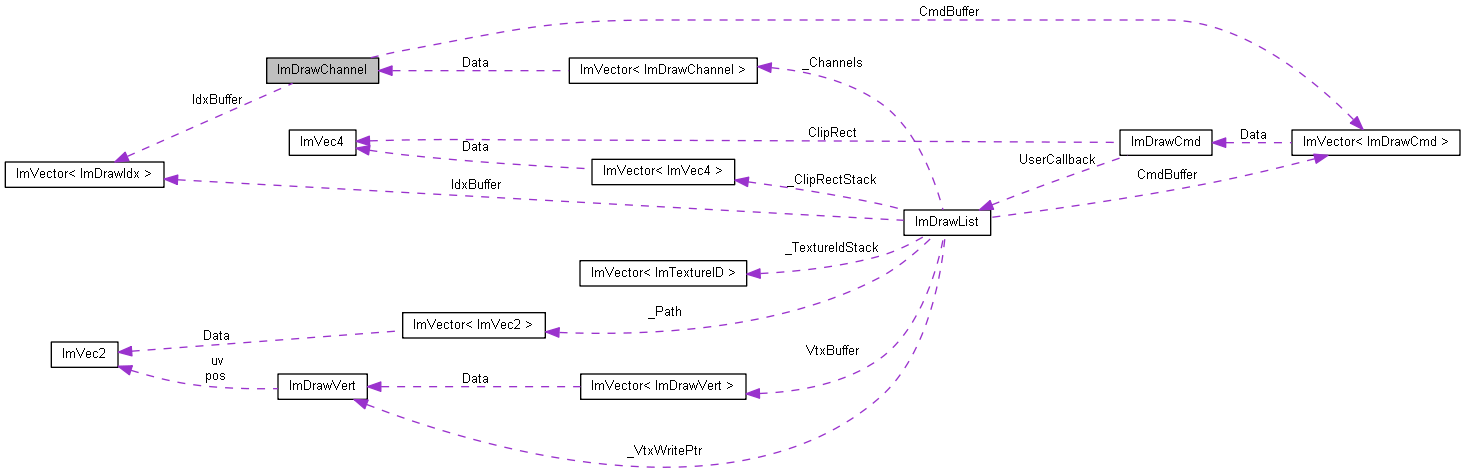 CmdBuffer
ImDrawChannel
Data
ImVector< ImDrawChannel >
_Channels
IdxBuffer
ImVec4
ClipRect
ImDrawCmd
Data
ImVector< ImDrawCmd >
Data
UserCallback
ImVector< ImDrawIdx >
ImVector< ImVec4 >
_ClipRectStack
CmdBuffer
IdxBuffer
ImDrawList
_TextureIdStack
ImVector< ImTextureID >
_Path
ImVector< ImVec2 >
Data
ImVec2
uv
pos
VtxBuffer
ImDrawVert
Data
ImVector< ImDrawVert >
_VtxWritePtr